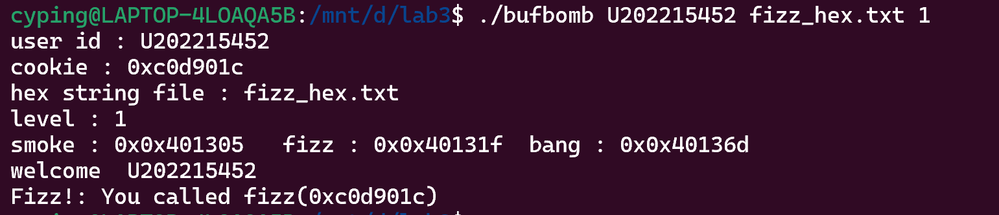 cyping@LAPTOP-4LOAQA5B:/mnt/d/lab3$ ./bufbomb U202215452 fizz_hex.txt 1
user id : U202215452
cookie : 0xc0d901c
hex string file : fizz_hex.txt
level : 1
smoke : 0x0x401305   fizz : 0x0x40131f  bang : 0x0x40136d
welcome  U202215452
Fizz!: You called fizz(0xc0d901c)